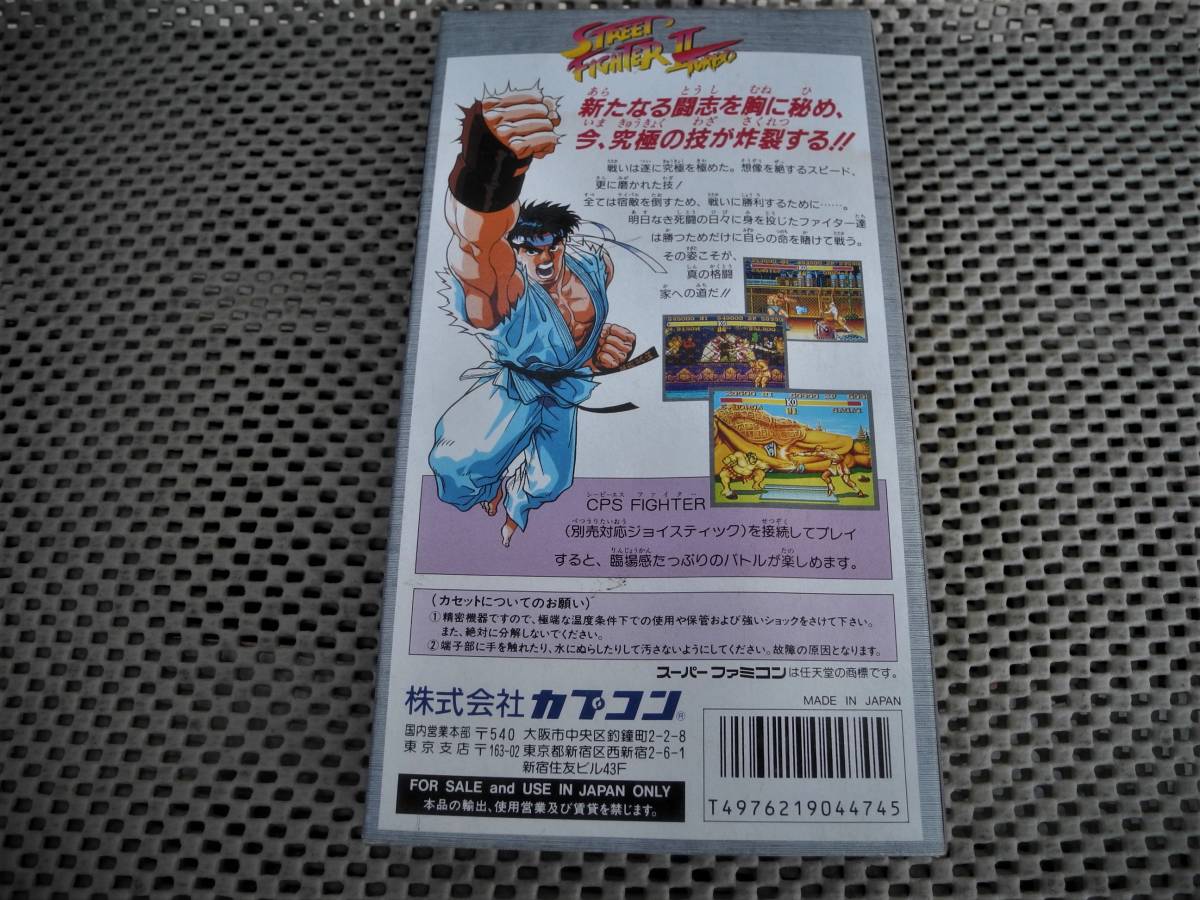 STREET
FIGHTER II
TURBO
新たなる闘志を胸に秘め、
今、究極の技が炸裂する!!
戦いは遂に究極を極めた。想像を絶するスピード、
更に磨かれた技!
全ては宿敵を倒すため、戦いに勝利するために……。
明日なき死闘の日々に身を投じたファイター達
は勝つためだけに自らの命を賭けて戦う。
その姿こそが、
真の格闘
家への道だ!!
シーピーエス ファイター
CPS FIGHTER
(別売対応ジョイスティック)を接続してプレイ
すると、臨場感たっぷりのバトルが楽しめます。
(カセットについてのお願い)
①精密機器ですので、極端な温度条件下での使用や保管および強いショックをさけて下さい。
また、絶対に分解しないでください。
②端子部に手を触れたり、水にぬらしたりして汚さないようにしてください。故障の原因となります。
スーパーファミコンは任天堂の商標です。
株式会社カプコン®
MADE IN JAPAN
国内営業本部 〒540 大阪市中央区釣鐘町2-2-8
東京支店 〒163-02 東京都新宿区西新宿2-6-1
新宿住友ビル43F
FOR SALE and USE IN JAPAN ONLY
本品の輸出、使用営業及び賃貸を禁じます。
T4976219044745